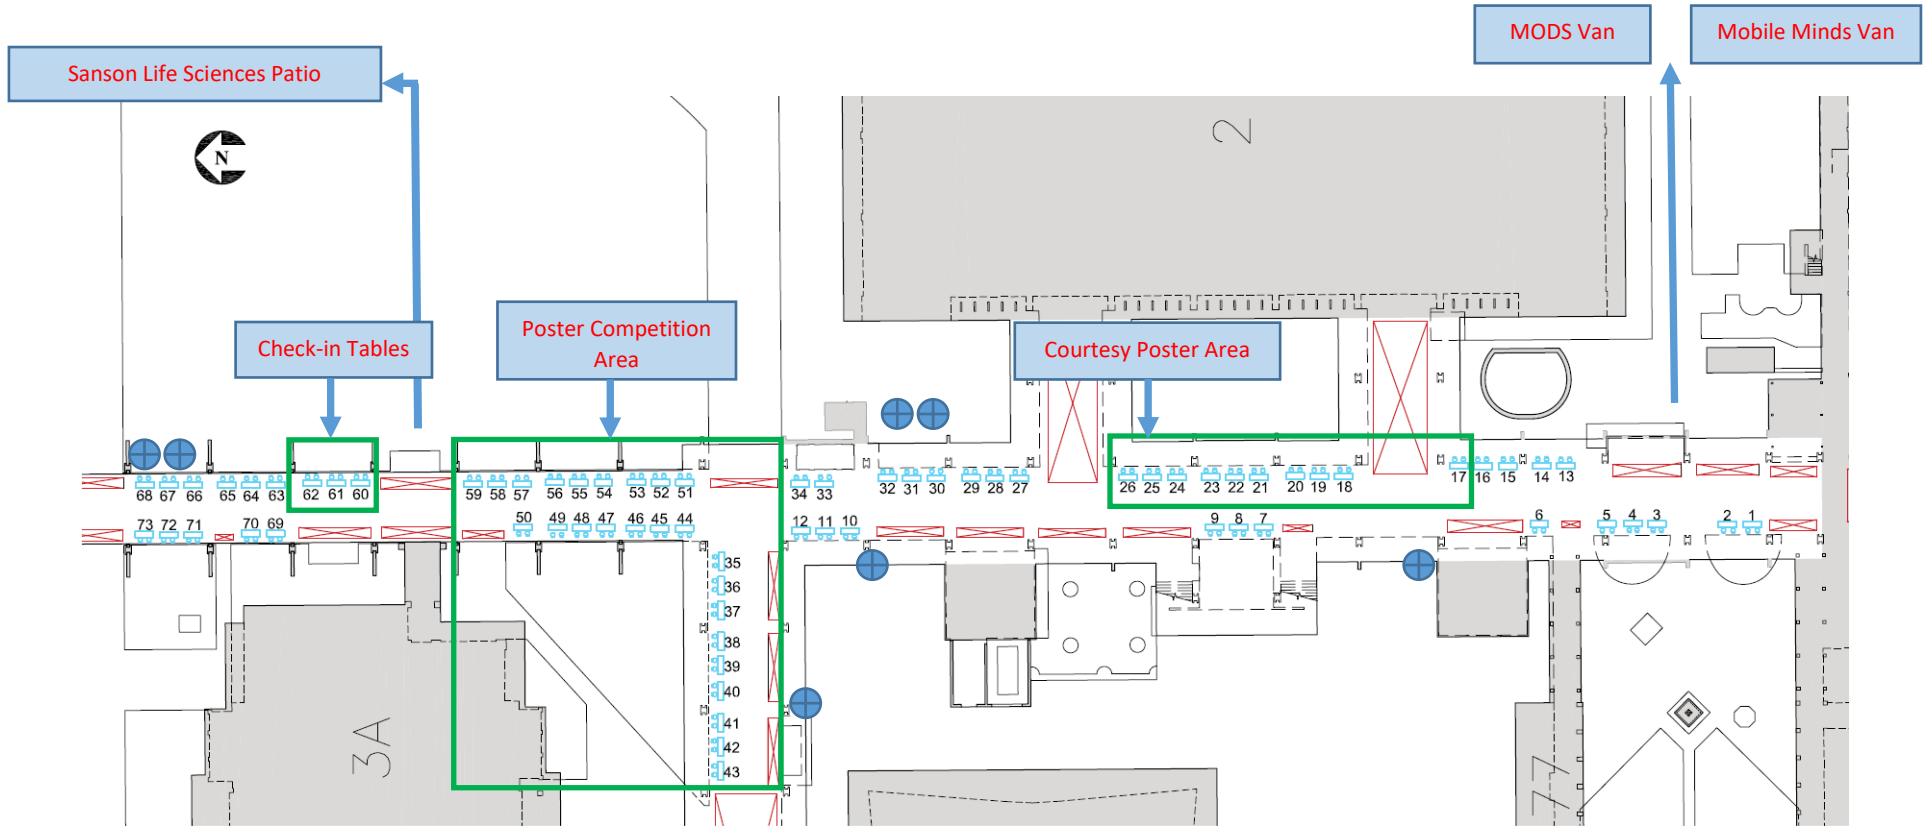 MODS Van
Mobile Minds Van
Sanson Life Sciences Patio
N
2
Poster Competition
Area
Check-in Tables
Courtesy Poster Area
68 67 66 65 64 63 62 61 60 59 58 57 56 55 54 53 52 51 34 33 32 31 30 29 28 27 26 25 24 23 22 21 20 19 18 17 16 15 14 13
73 72 71 70 69 50 49 48 47 46 45 44 12 11 10 9 8 7 6 5 4 3 2 1
35
36
37
38
39
40
41
42
43
3A
77